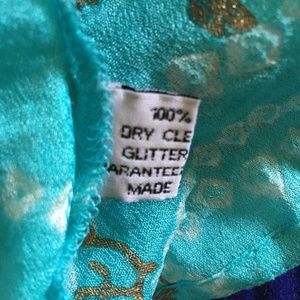 100%
DRY CLE
GLITTER
ARANTEE
MADE